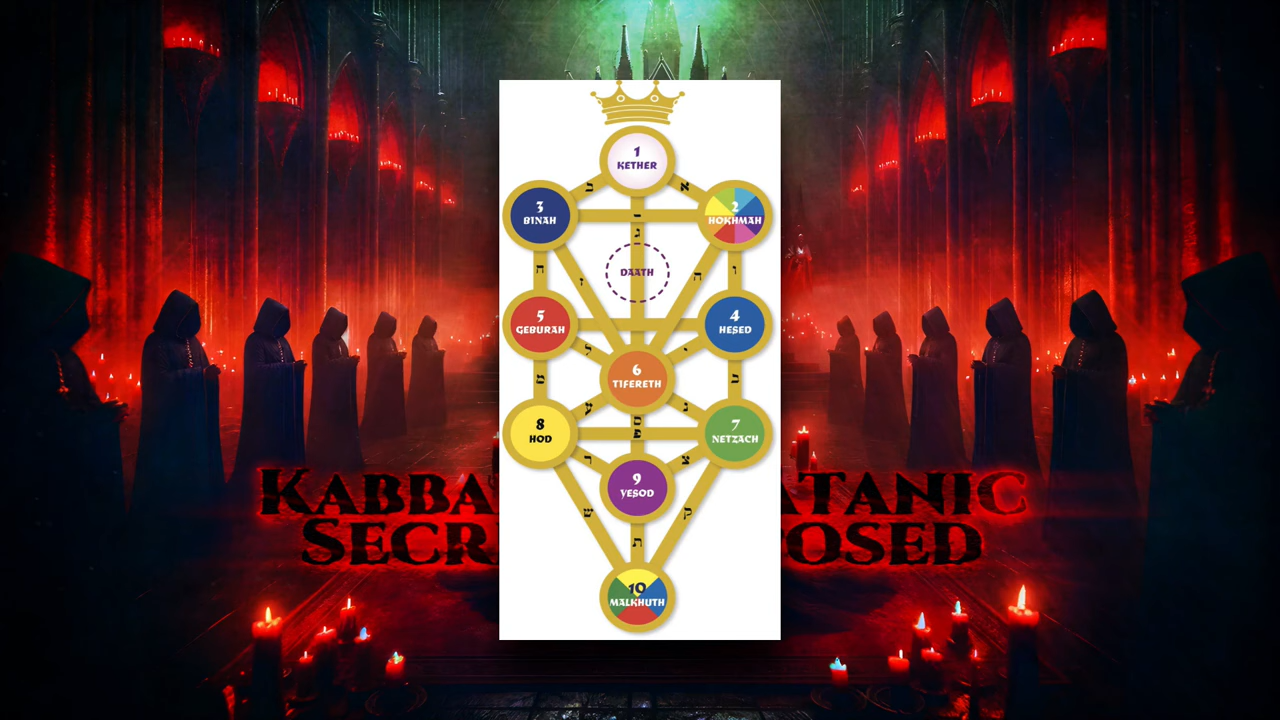 1
KETHER
ב א
3
BINAH
2
HOKHMAH
ג
ח ז DAATH ה ו
5
GEBURAH
4
HESED
ל י
6
TIFERETH
ע נ
8
HOD
7
NETZACH
ר צ
9
YESOD
KABBA ATANIC
ש ק
SECR OSED
ת
10
MALKHUTH